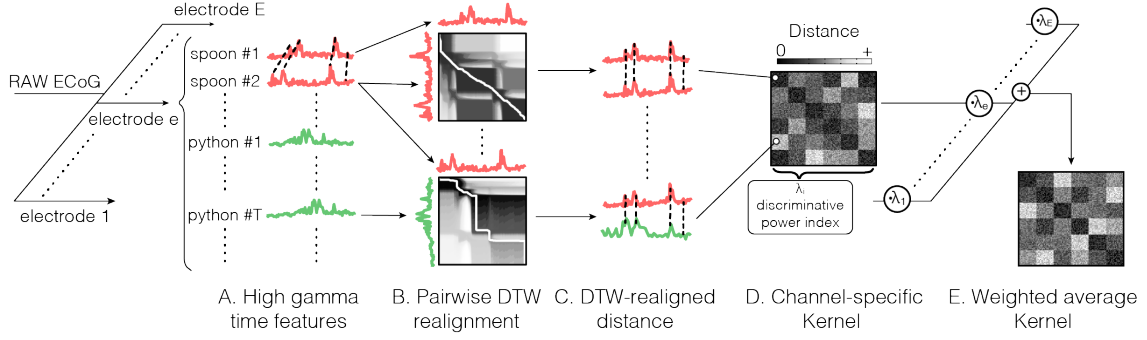 electrode E
spoon #1
RAW ECoG
spoon #2
electrode e
python #1
python #T
electrode 1
Distance
0 +
λi
discriminative
power index
·λE
·λe
+
·λ1
A. High gamma
time features
B. Pairwise DTW
realignment
C. DTW-realigned
distance
D. Channel-specific
Kernel
E. Weighted average
Kernel